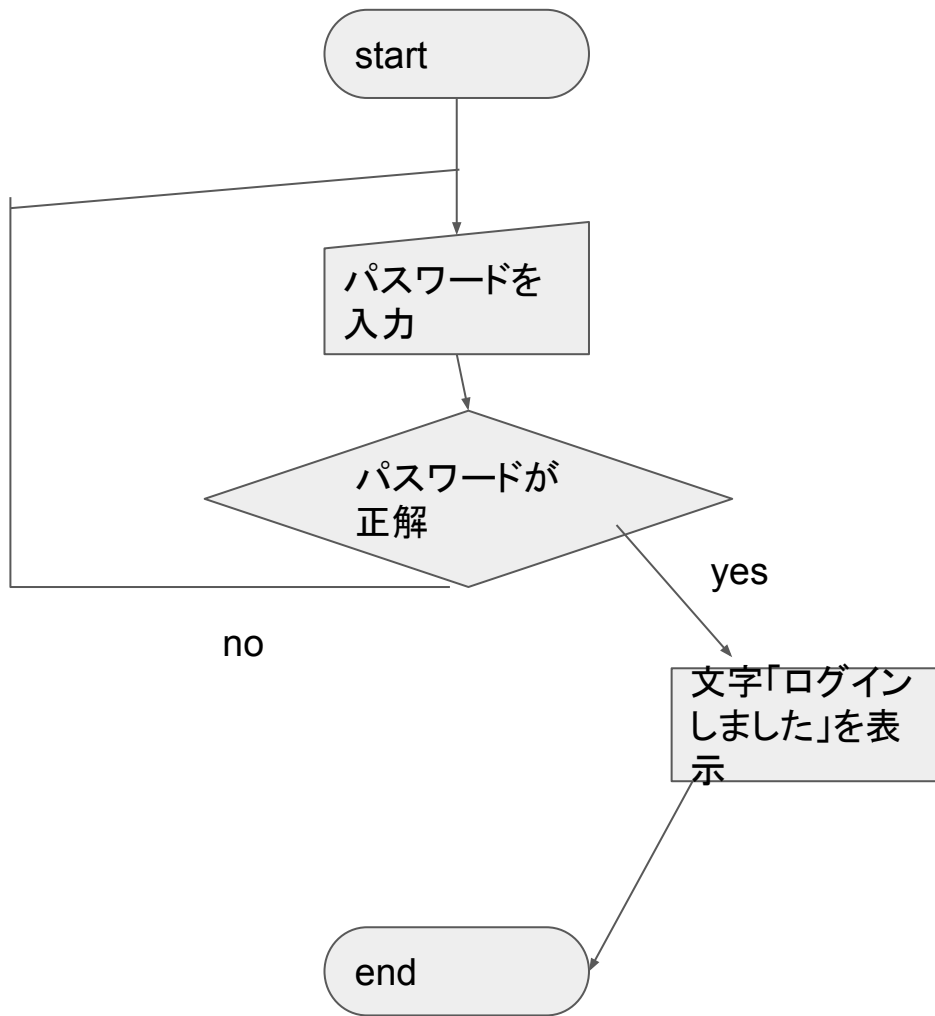 start
パスワードを
入力
パスワードが
正解
yes
no
文字「ログイン
しました」を表
示
end